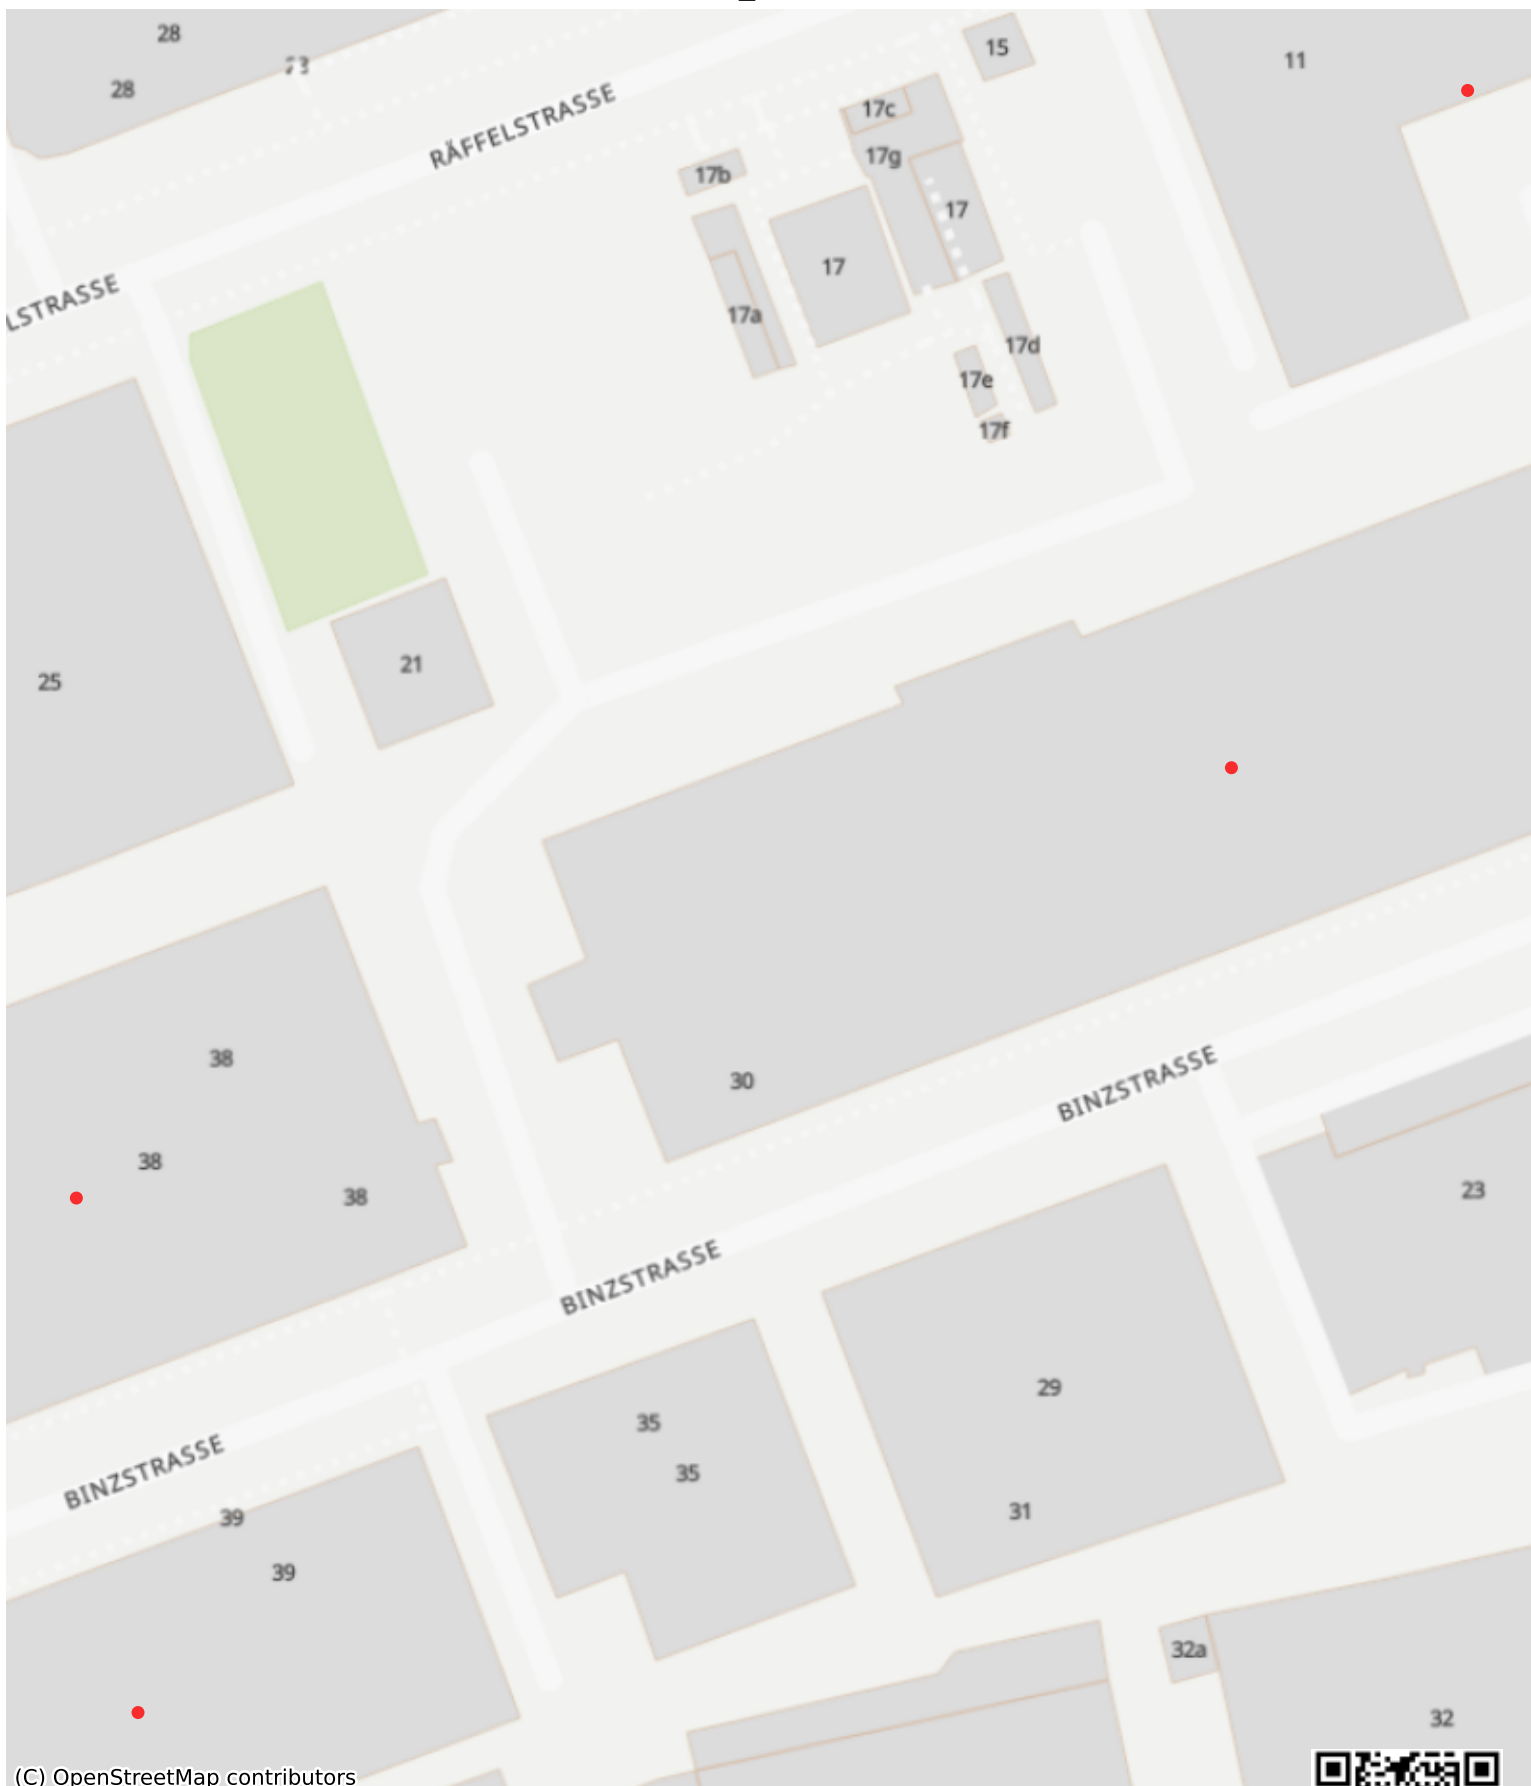 28
28
15
11
17c
RÄFFELSTRASSE
17g
17b
17
17
LSTRASSE
17a
17d
17e
17f
21
25
38
30
BINZSTRASSE
38
38
23
BINZSTRASSE
29
35
BINZSTRASSE
35
31
39
39
32a
32
(C) OpenStreetMap contributors